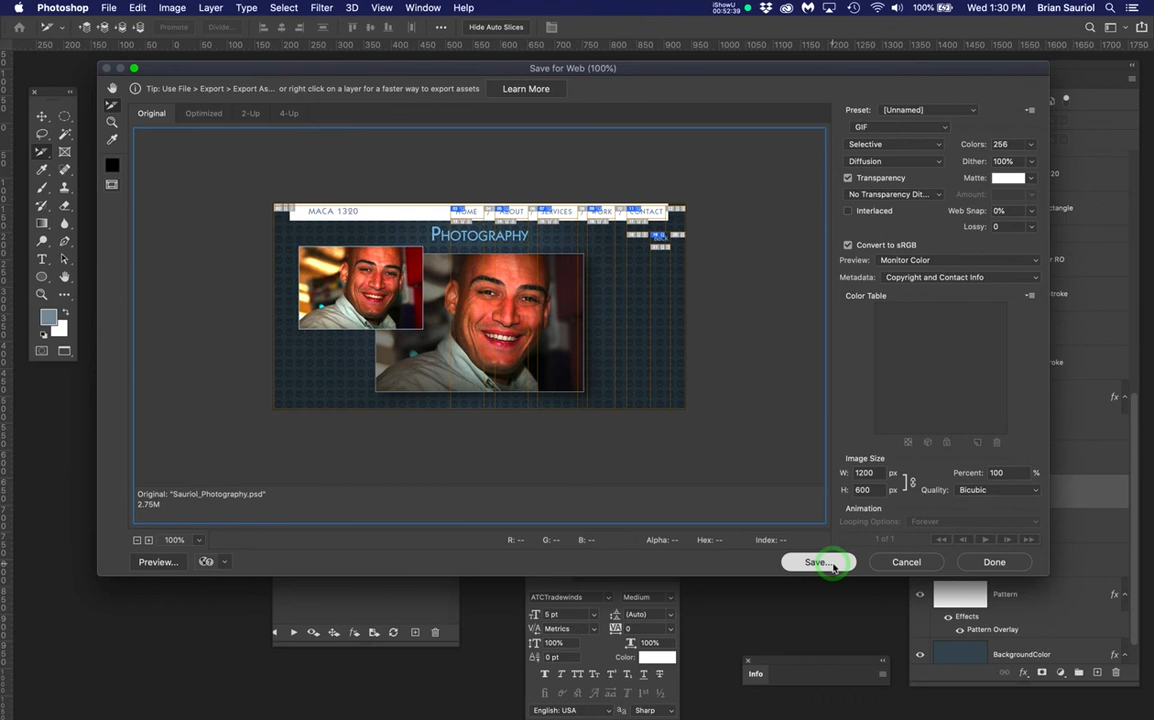 Photoshop File Edit Image Layer Type Select Filter 3D View Window Help
iShowU
00:52:39
100% Wed 1:30 PM Brian Sauriol
Promote Divide... Hide Auto Slices
Save for Web (100%)
Tip: Use File > Export > Export As... or right click on a layer for a faster way to export assets
Learn More
Original Optimized 2-Up 4-Up
MACA 1320
HOME / ABOUT / SERVICES / WORK / CONTACT
PHOTOGRAPHY
Original: "Sauriol_Photography.psd"
2.75M
100%
R: -- G: -- B: -- Alpha: -- Hex: -- Index: --
Preview... Save... Cancel Done
Preset: [Unnamed]
GIF
Selective Colors: 256
Diffusion Dither: 100%
Transparency Matte:
No Transparency Dit... Amount:
Interlaced Web Snap: 0%
Lossy: 0
Convert to sRGB
Preview: Monitor Color
Metadata: Copyright and Contact Info
Color Table
Image Size
W: 1200 px Percent: 100 %
H: 600 px Quality: Bicubic
Animation
Looping Options: Forever
1 of 1
ATCTradewinds Medium
5 pt (Auto)
Metrics 0
100% 100%
0 pt Color:
English: USA Sharp
Info
Pattern
Effects
Pattern Overlay
BackgroundColor